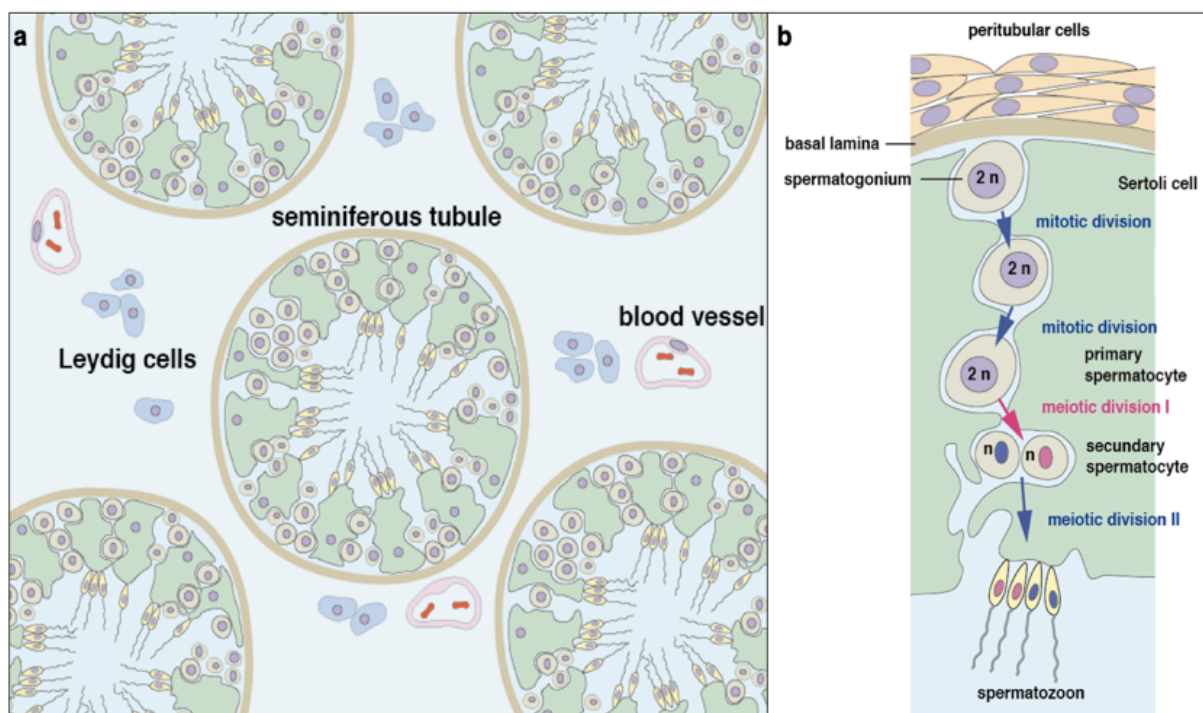 a
seminiferous tubule
blood vessel
Leydig cells
b
peritubular cells
basal lamina
spermatogonium
2 n
Sertoli cell
mitotic division
2 n
mitotic division
primary
spermatocyte
2 n
meiotic division I
n n
secundary
spermatocyte
meiotic division II
spermatozoon